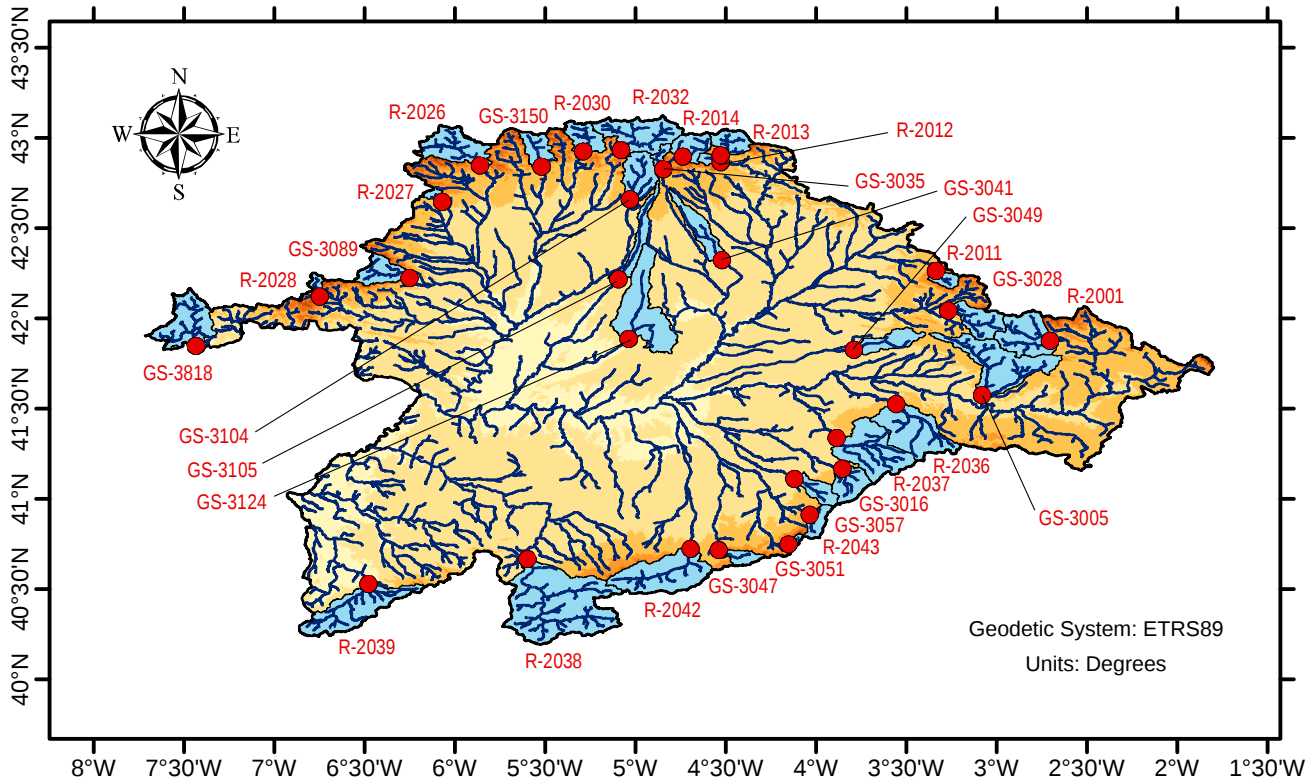 N
W
E
S
R-2026
GS-3150
R-2030
R-2032
R-2014
R-2013
R-2012
GS-3035
GS-3041
GS-3049
R-2027
GS-3089
R-2028
R-2011
GS-3028
R-2001
GS-3818
GS-3104
GS-3105
GS-3124
R-2036
R-2037
GS-3016
GS-3057
R-2043
GS-3051
GS-3047
R-2042
R-2038
R-2039
GS-3005
Geodetic System: ETRS89
Units: Degrees
43°30'N
43°N
42°30'N
42°N
41°30'N
41°N
40°30'N
40°N
8°W
7°30'W
7°W
6°30'W
6°W
5°30'W
5°W
4°30'W
4°W
3°30'W
3°W
2°30'W
2°W
1°30'W